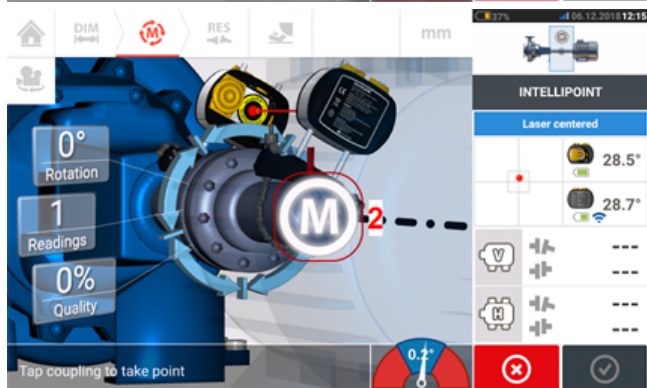 DIM
M
RES
mm
37%
06.12.2018 12:15
INTELLIPOINT
Laser centered
28.5°
28.7°
0°
Rotation
1
Readings
0%
Quality
M
2
V
---
---
H
---
---
0.2°
Tap coupling to take point